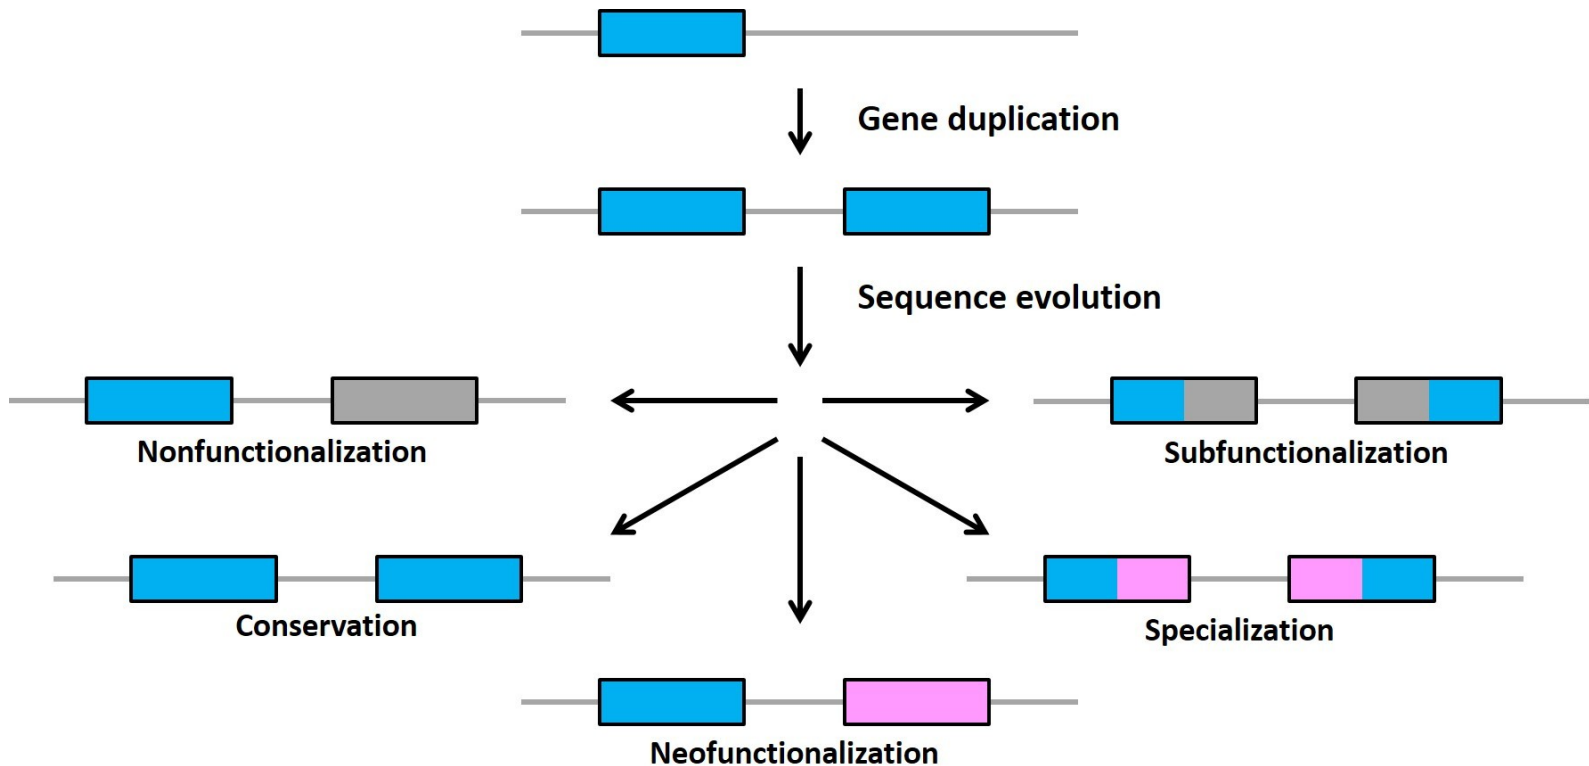 Gene duplication
Sequence evolution
Nonfunctionalization
Subfunctionalization
Conservation
Specialization
Neofunctionalization